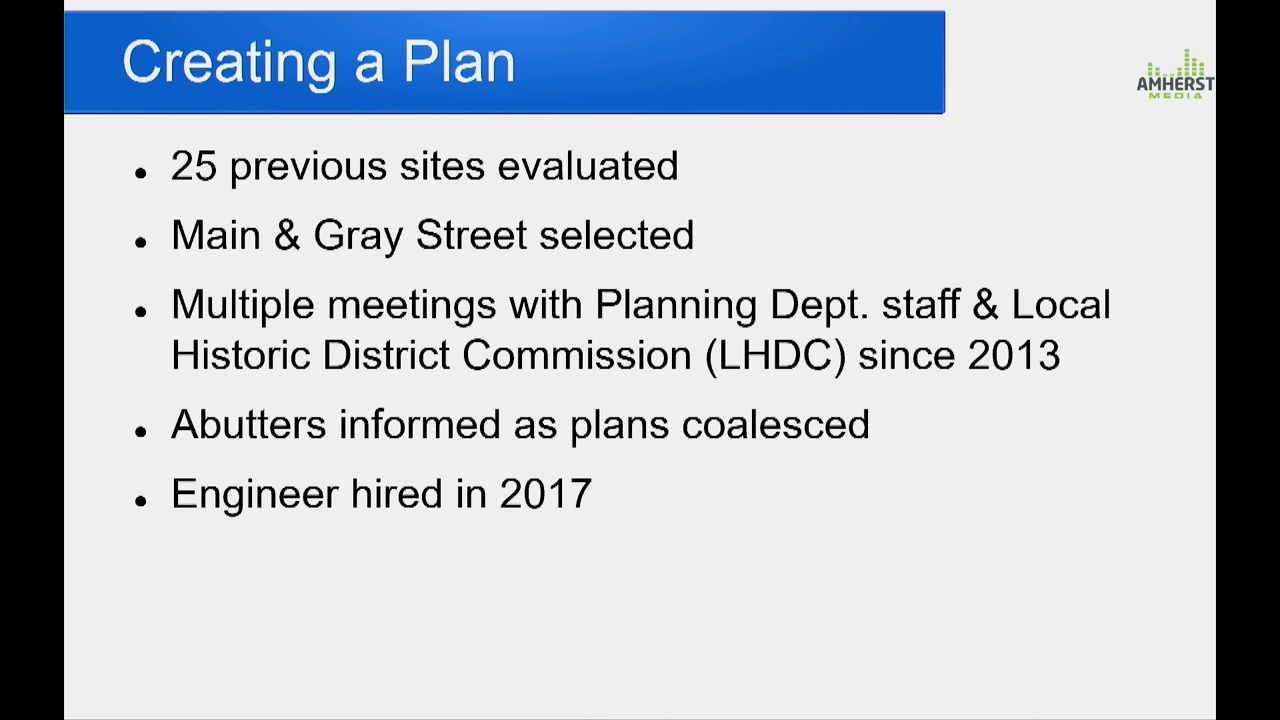 Creating a Plan
AMHERST
MEDIA
25 previous sites evaluated
Main & Gray Street selected
Multiple meetings with Planning Dept. staff & Local
Historic District Commission (LHDC) since 2013
Abutters informed as plans coalesced
Engineer hired in 2017